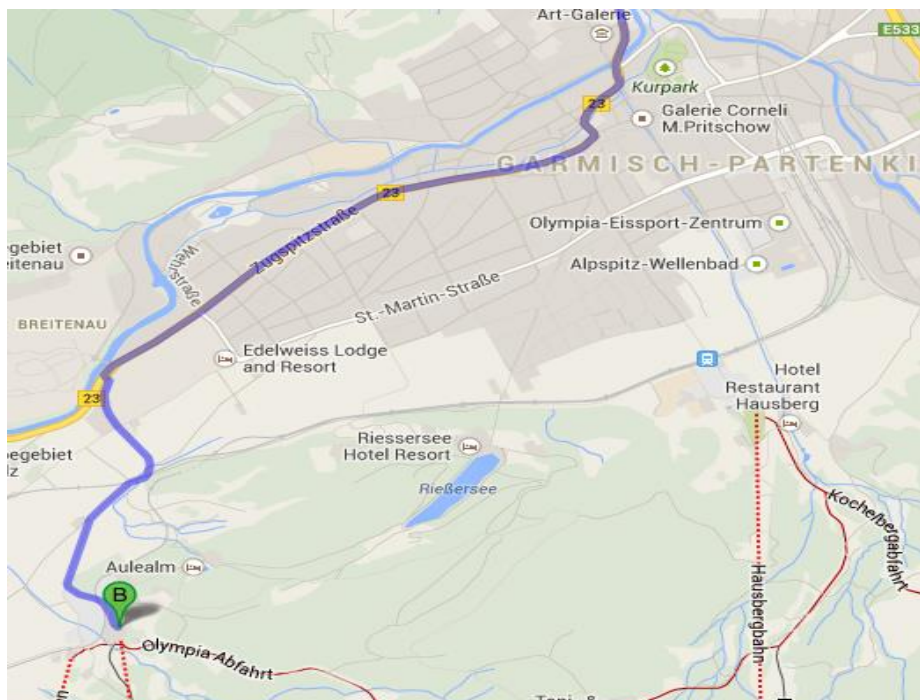 Art-Galerie
E533
Kurpark
23
Galerie Corneli
M.Pritschow
GARMISCH-PARTENKI
23
Zugspitzstraße
Olympia-Eissport-Zentrum
egebiet
eitenau
Wehrstraße
Alpspitz-Wellenbad
St.-Martin-Straße
BREITENAU
Edelweiss Lodge
and Resort
Hotel
Restaurant
Hausberg
23
Riessersee
Hotel Resort
egebiet
lz
Rießersee
Kochelbergabfahrt
Aulealm
Hausbergbahn
B
Olympia-Abfahrt